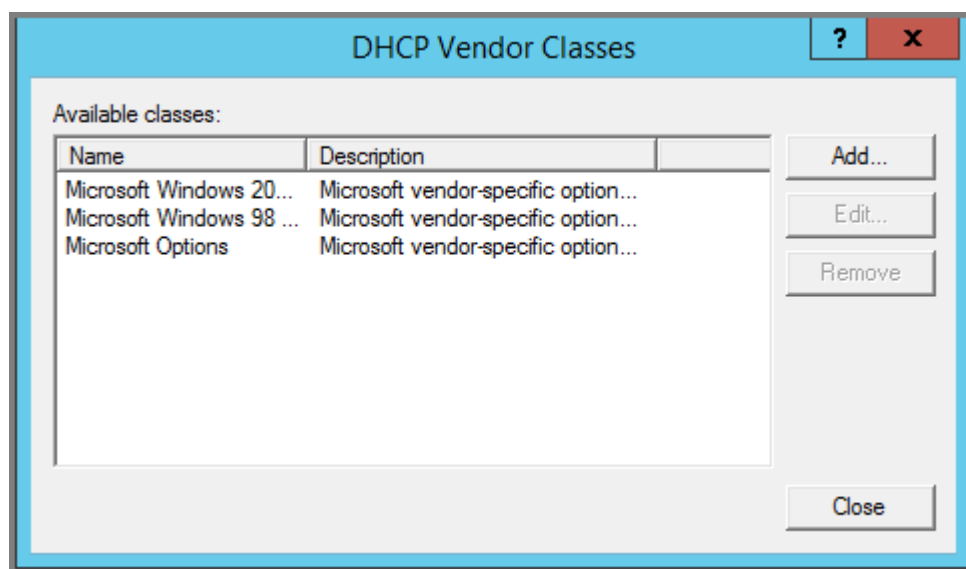 DHCP Vendor Classes ? x
Available classes:
Name Description
Add...
Microsoft Windows 20... Microsoft vendor-specific option...
Microsoft Windows 98 ... Microsoft vendor-specific option...
Edit...
Microsoft Options Microsoft vendor-specific option...
Remove
Close